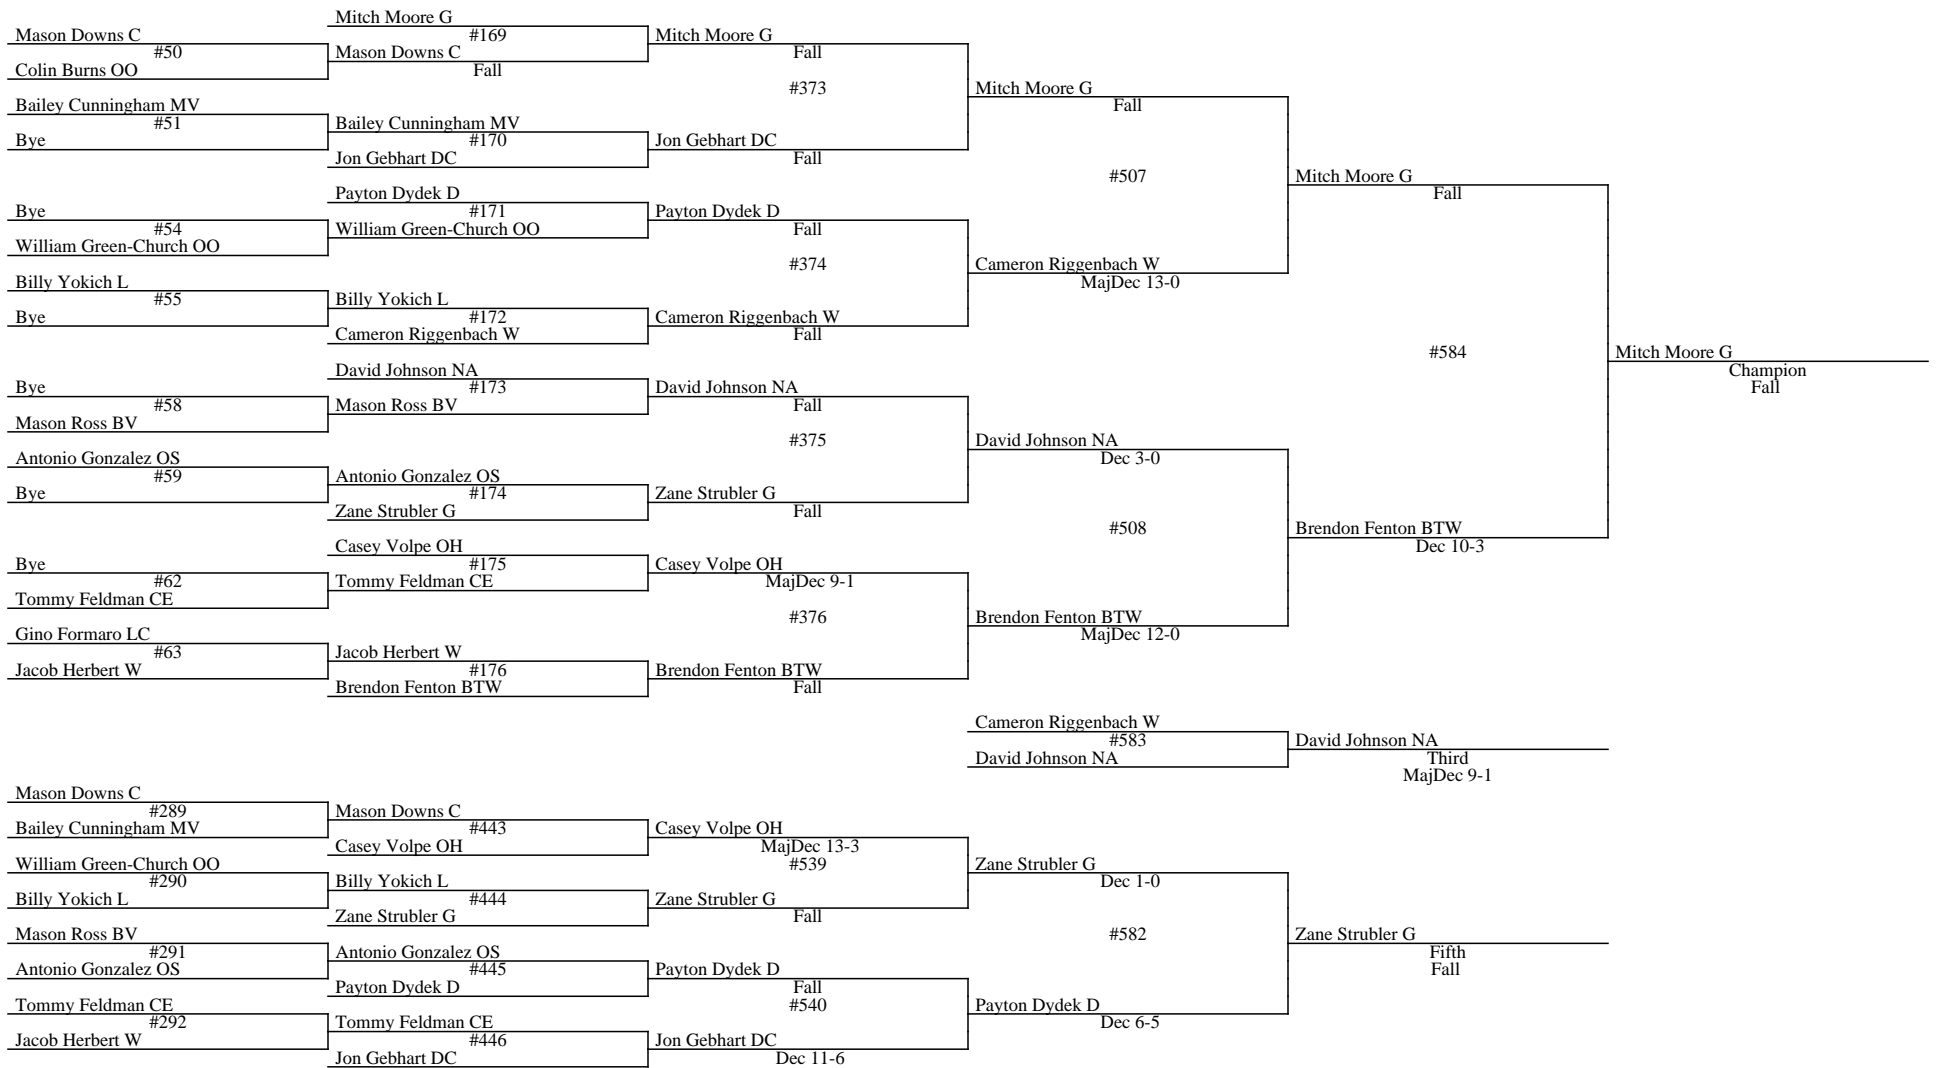 Mitch Moore G
Mason Downs C
#169
Mitch Moore G
#50
Mason Downs C
Fall
Colin Burns OO
Fall
#373
Mitch Moore G
Bailey Cunningham MV
Fall
#51
Bailey Cunningham MV
Bye
#170
Jon Gebhart DC
Jon Gebhart DC
Fall
#507
Mitch Moore G
Payton Dydek D
Fall
Bye
#171
Payton Dydek D
#54
William Green-Church OO
Fall
William Green-Church OO
#374
Cameron Riggenbach W
Billy Yokich L
MajDec 13-0
#55
Billy Yokich L
Bye
#172
Cameron Riggenbach W
Cameron Riggenbach W
Fall
#584
Mitch Moore G
David Johnson NA
Champion
Bye
#173
David Johnson NA
Fall
#58
Mason Ross BV
Fall
Mason Ross BV
#375
David Johnson NA
Antonio Gonzalez OS
Dec 3-0
#59
Antonio Gonzalez OS
Bye
#174
Zane Strubler G
Zane Strubler G
Fall
#508
Brendon Fenton BTW
Casey Volpe OH
Dec 10-3
Bye
#175
Casey Volpe OH
#62
Tommy Feldman CE
MajDec 9-1
Tommy Feldman CE
#376
Brendon Fenton BTW
Gino Formaro LC
MajDec 12-0
#63
Jacob Herbert W
Jacob Herbert W
#176
Brendon Fenton BTW
Brendon Fenton BTW
Fall
Cameron Riggenbach W
#583
David Johnson NA
David Johnson NA
Third
MajDec 9-1
Mason Downs C
#289
Mason Downs C
Bailey Cunningham MV
#443
Casey Volpe OH
Casey Volpe OH
MajDec 13-3
William Green-Church OO
#539
Zane Strubler G
#290
Billy Yokich L
Dec 1-0
Billy Yokich L
#444
Zane Strubler G
Zane Strubler G
Fall
Mason Ross BV
#582
Zane Strubler G
#291
Antonio Gonzalez OS
Fifth
Antonio Gonzalez OS
#445
Payton Dydek D
Fall
Payton Dydek D
Fall
Tommy Feldman CE
#540
Payton Dydek D
#292
Tommy Feldman CE
Dec 6-5
Jacob Herbert W
#446
Jon Gebhart DC
Jon Gebhart DC
Dec 11-6